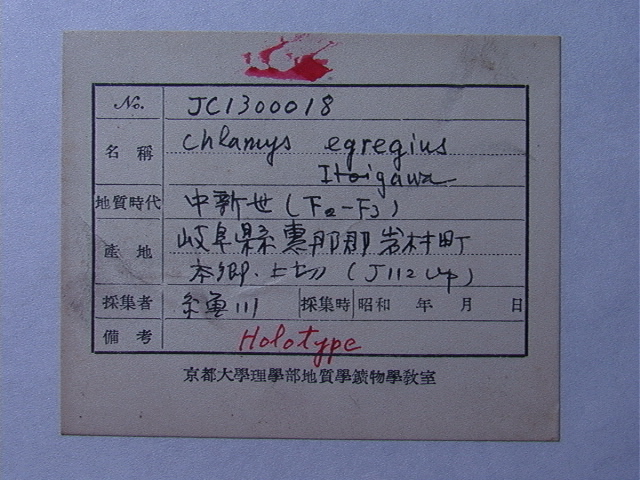 No. JC1300018
名稱 Chlamys egregius
Itoigawa
地質時代 中新世 (F2-F3)
產地 岐阜縣惠那郡岩村町
本鄉.上切 (J112 up)
採集者 糸魚川 採集時 昭和 年 月 日
備考 Holotype
京都大學理學部地質學鑛物學敎室